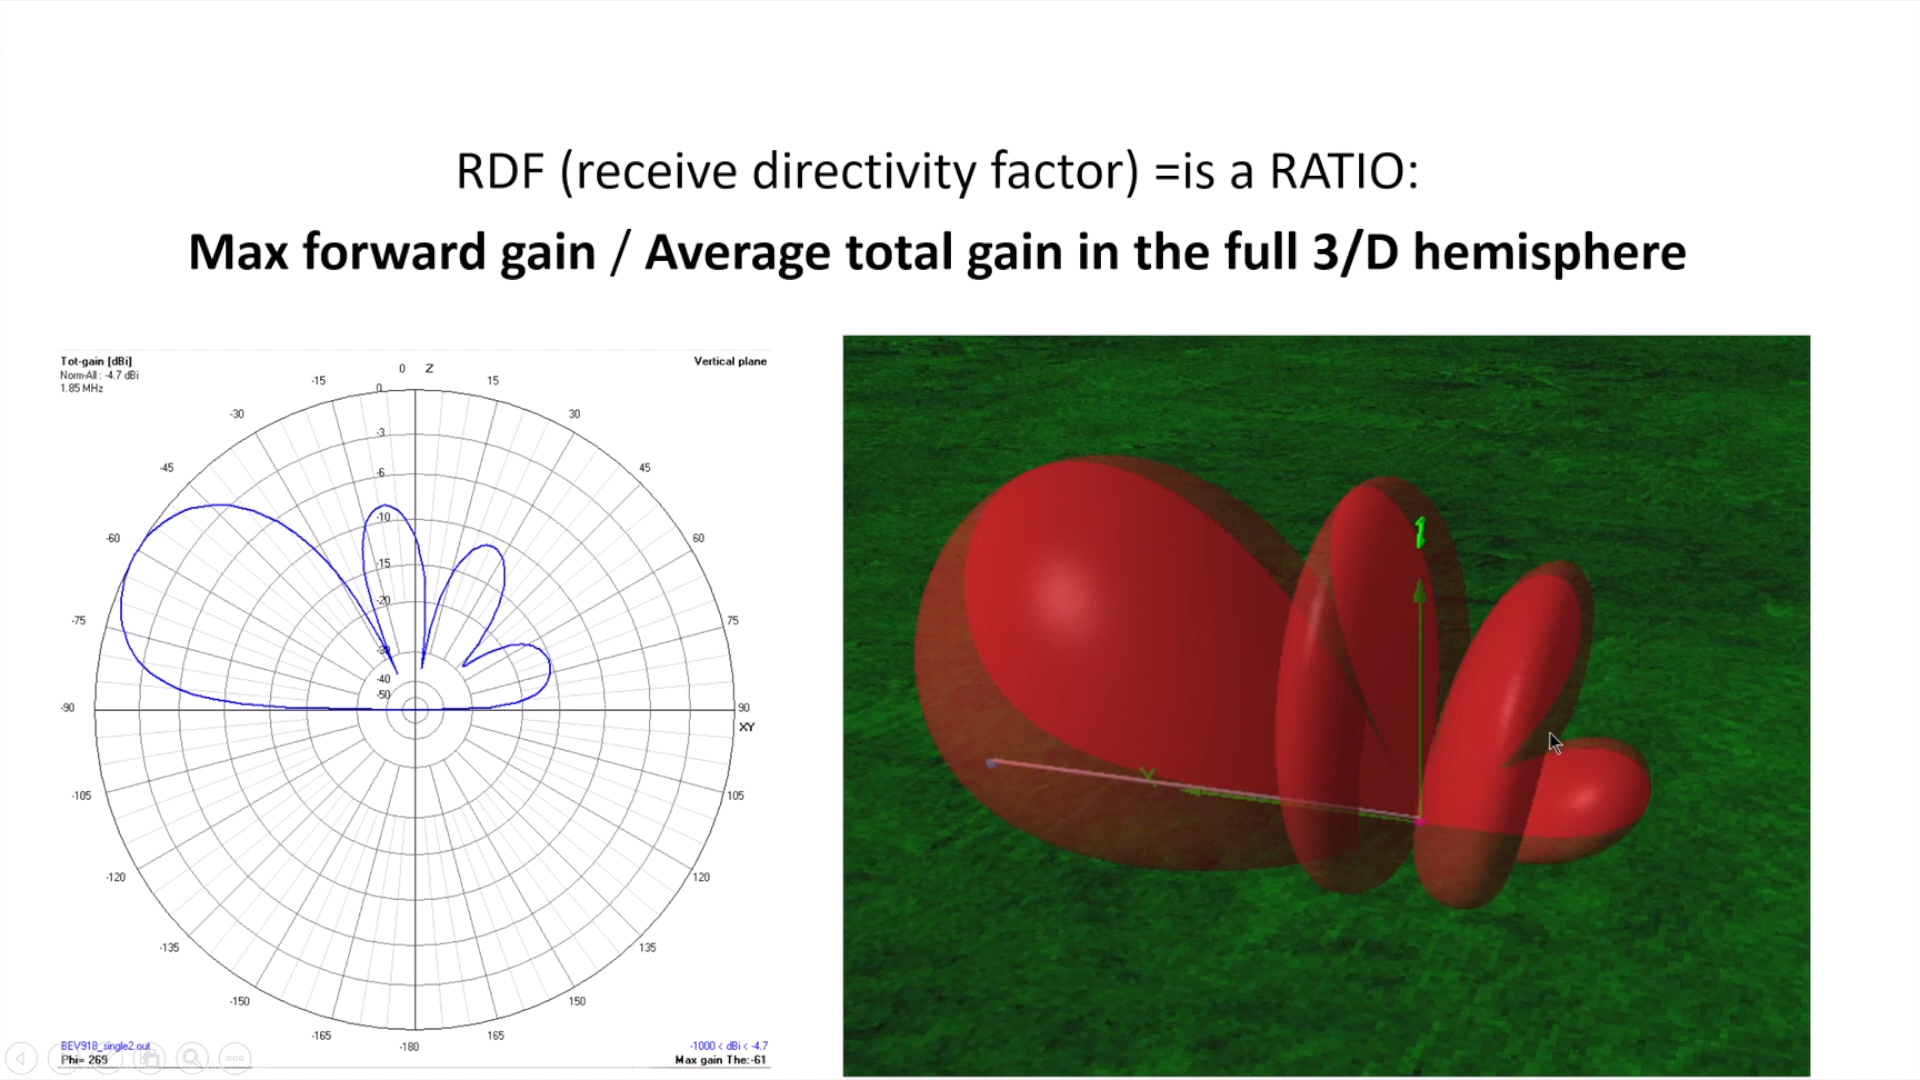 RDF (receive directivity factor) =is a RATIO:
Max forward gain / Average total gain in the full 3/D hemisphere
Tot-gain [dBi]
Norm-All : -4.7 dBi
1.85 MHz
Vertical plane
0 Z
-15
15
-30
30
-45
45
-60
60
-75
75
-90
90
XY
-105
105
-120
120
-135
135
-150
150
-165
165
-180
0
-3
-6
-10
-15
-20
-30
-40
-50
BEV918_single2.out
Phi= 269
-1000 < dBi < -4.7
Max gain The:-61
Y